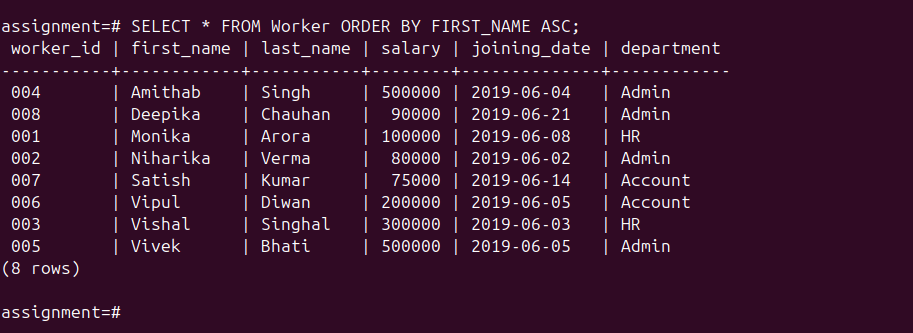 assignment=# SELECT * FROM Worker ORDER BY FIRST_NAME ASC;
 worker_id | first_name | last_name | salary | joining_date | department
-----------+------------+-----------+--------+--------------+------------
 004       | Amithab    | Singh     | 500000 | 2019-06-04   | Admin
 008       | Deepika    | Chauhan   |  90000 | 2019-06-21   | Admin
 001       | Monika     | Arora     | 100000 | 2019-06-08   | HR
 002       | Niharika   | Verma     |  80000 | 2019-06-02   | Admin
 007       | Satish     | Kumar     |  75000 | 2019-06-14   | Account
 006       | Vipul      | Diwan     | 200000 | 2019-06-05   | Account
 003       | Vishal     | Singhal   | 300000 | 2019-06-03   | HR
 005       | Vivek      | Bhati     | 500000 | 2019-06-05   | Admin
(8 rows)
assignment=#